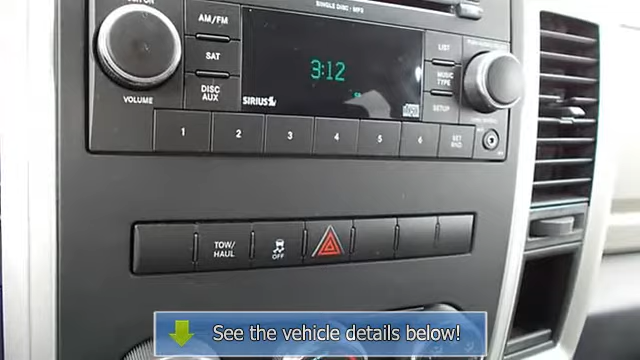 SINGLE DISC - MP3
AM/FM
SAT
DISC
AUX
VOLUME
3:12
SIRIUS
LIST
MUSIC
TYPE
SETUP
1 2 3 4 5 6 SET
RND
TOW/
HAUL
OFF
See the vehicle details below!